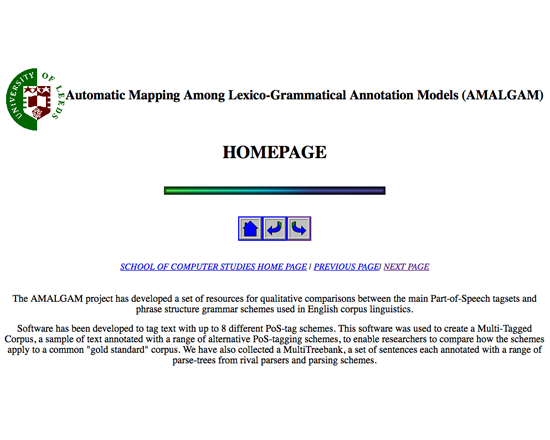 UNIVERSITY OF LEEDS
Automatic Mapping Among Lexico-Grammatical Annotation Models (AMALGAM)
HOMEPAGE
SCHOOL OF COMPUTER STUDIES HOME PAGE | PREVIOUS PAGE| NEXT PAGE
The AMALGAM project has developed a set of resources for qualitative comparisons between the main Part-of-Speech tagsets and
phrase structure grammar schemes used in English corpus linguistics.
Software has been developed to tag text with up to 8 different PoS-tag schemes. This software was used to create a Multi-Tagged
Corpus, a sample of text annotated with a range of alternative PoS-tagging schemes, to enable researchers to compare how the schemes
apply to a common "gold standard" corpus. We have also collected a MultiTreebank, a set of sentences each annotated with a range of
parse-trees from rival parsers and parsing schemes.